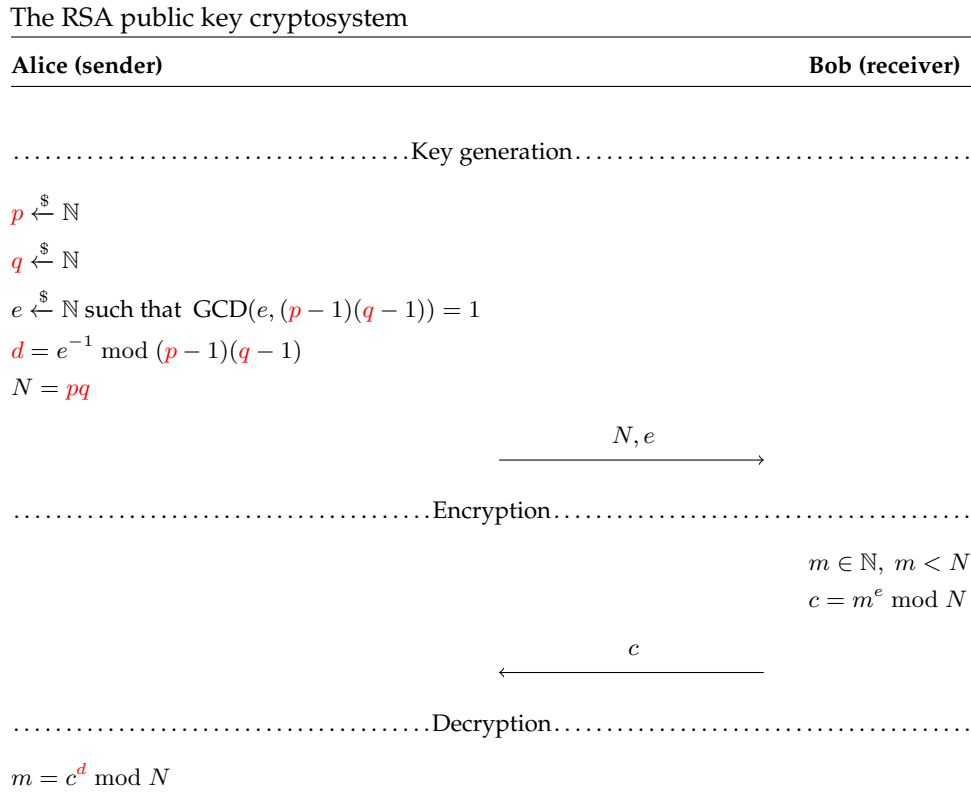 The RSA public key cryptosystem
Alice (sender) Bob (receiver)
........................................Key generation........................................
p ←$ ℕ
q ←$ ℕ
e ←$ ℕ such that GCD(e, (p − 1)(q − 1)) = 1
d = e⁻¹ mod (p − 1)(q − 1)
N = pq
N, e
..........................................Encryption..........................................
m ∈ ℕ, m < N
c = mᵉ mod N
c
..........................................Decryption..........................................
m = cᵈ mod N